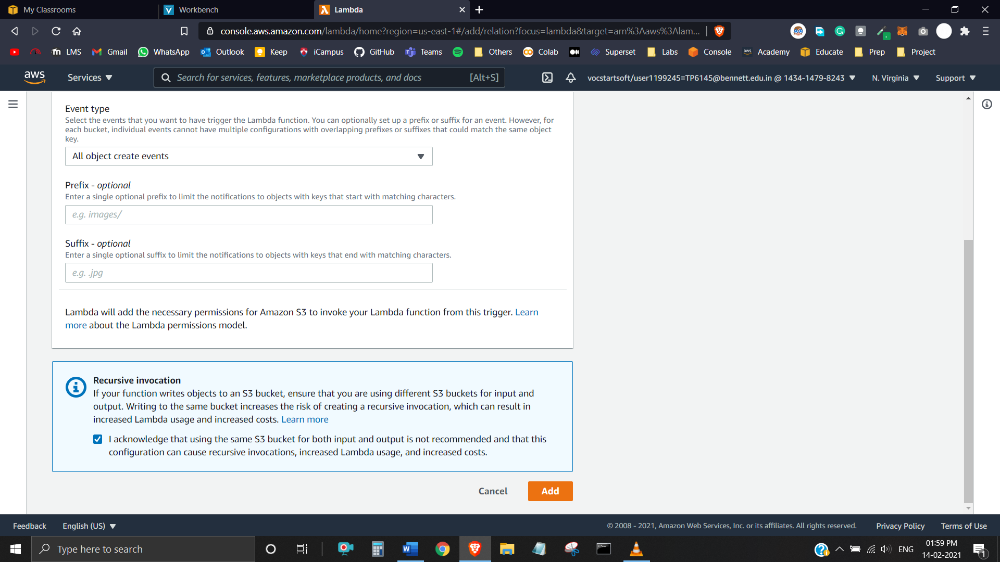 My Classrooms
Workbench
Lambda
console.aws.amazon.com/lambda/home?region=us-east-1#/add/relation?focus=lambda&target=arn%3Aaws%3Alam...
LMS
Gmail
WhatsApp
Outlook
Keep
iCampus
GitHub
Teams
Others
Colab
Superset
Labs
Console
aws
Academy
Educate
Prep
Project
aws
Services
Search for services, features, marketplace products, and docs
[Alt+S]
vocstartsoft/user1199245=TP6145@bennett.edu.in @ 1434-1479-8243
N. Virginia
Support
Event type
Select the events that you want to have trigger the Lambda function. You can optionally set up a prefix or suffix for an event. However, for
each bucket, individual events cannot have multiple configurations with overlapping prefixes or suffixes that could match the same object
key.
All object create events
Prefix - optional
Enter a single optional prefix to limit the notifications to objects with keys that start with matching characters.
e.g. images/
Suffix - optional
Enter a single optional suffix to limit the notifications to objects with keys that end with matching characters.
e.g. .jpg
Lambda will add the necessary permissions for Amazon S3 to invoke your Lambda function from this trigger. Learn
more about the Lambda permissions model.
Recursive invocation
If your function writes objects to an S3 bucket, ensure that you are using different S3 buckets for input and
output. Writing to the same bucket increases the risk of creating a recursive invocation, which can result in
increased Lambda usage and increased costs. Learn more
I acknowledge that using the same S3 bucket for both input and output is not recommended and that this
configuration can cause recursive invocations, increased Lambda usage, and increased costs.
Cancel
Add
Feedback
English (US)
© 2008 - 2021, Amazon Web Services, Inc. or its affiliates. All rights reserved.
Privacy Policy
Terms of Use
Type here to search
ENG
01:59 PM
14-02-2021
1